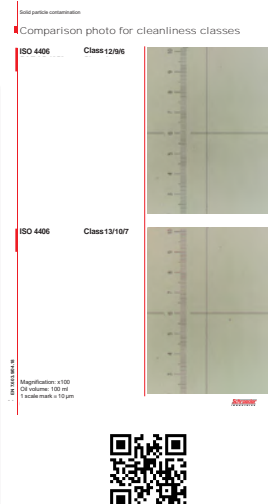 Solid particle contamination
Comparison photo for cleanliness classes
ISO 4406 Class 12/9/6
ISO 4406 Class 13/10/7
Magnification: x100
Oil volume: 100 ml
1 scale mark = 10 µm